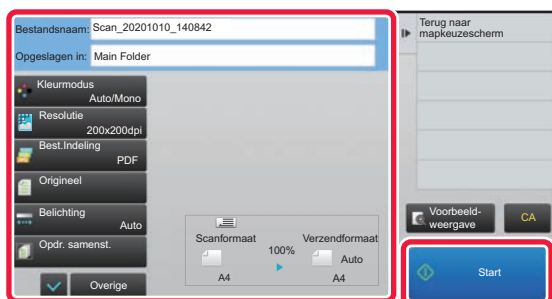 Bestandsnaam: Scan_20201010_140842
Opgeslagen in: Main Folder
Kleurmodus
Auto/Mono
Resolutie
200x200dpi
Best.Indeling
PDF
Origineel
Belichting
Auto
Opdr. samenst.
Overige
Scanformaat
100%
Verzendformaat
Auto
A4
A4
Terug naar
mapkeuzescherm
Voorbeeld-
weergave
CA
Start